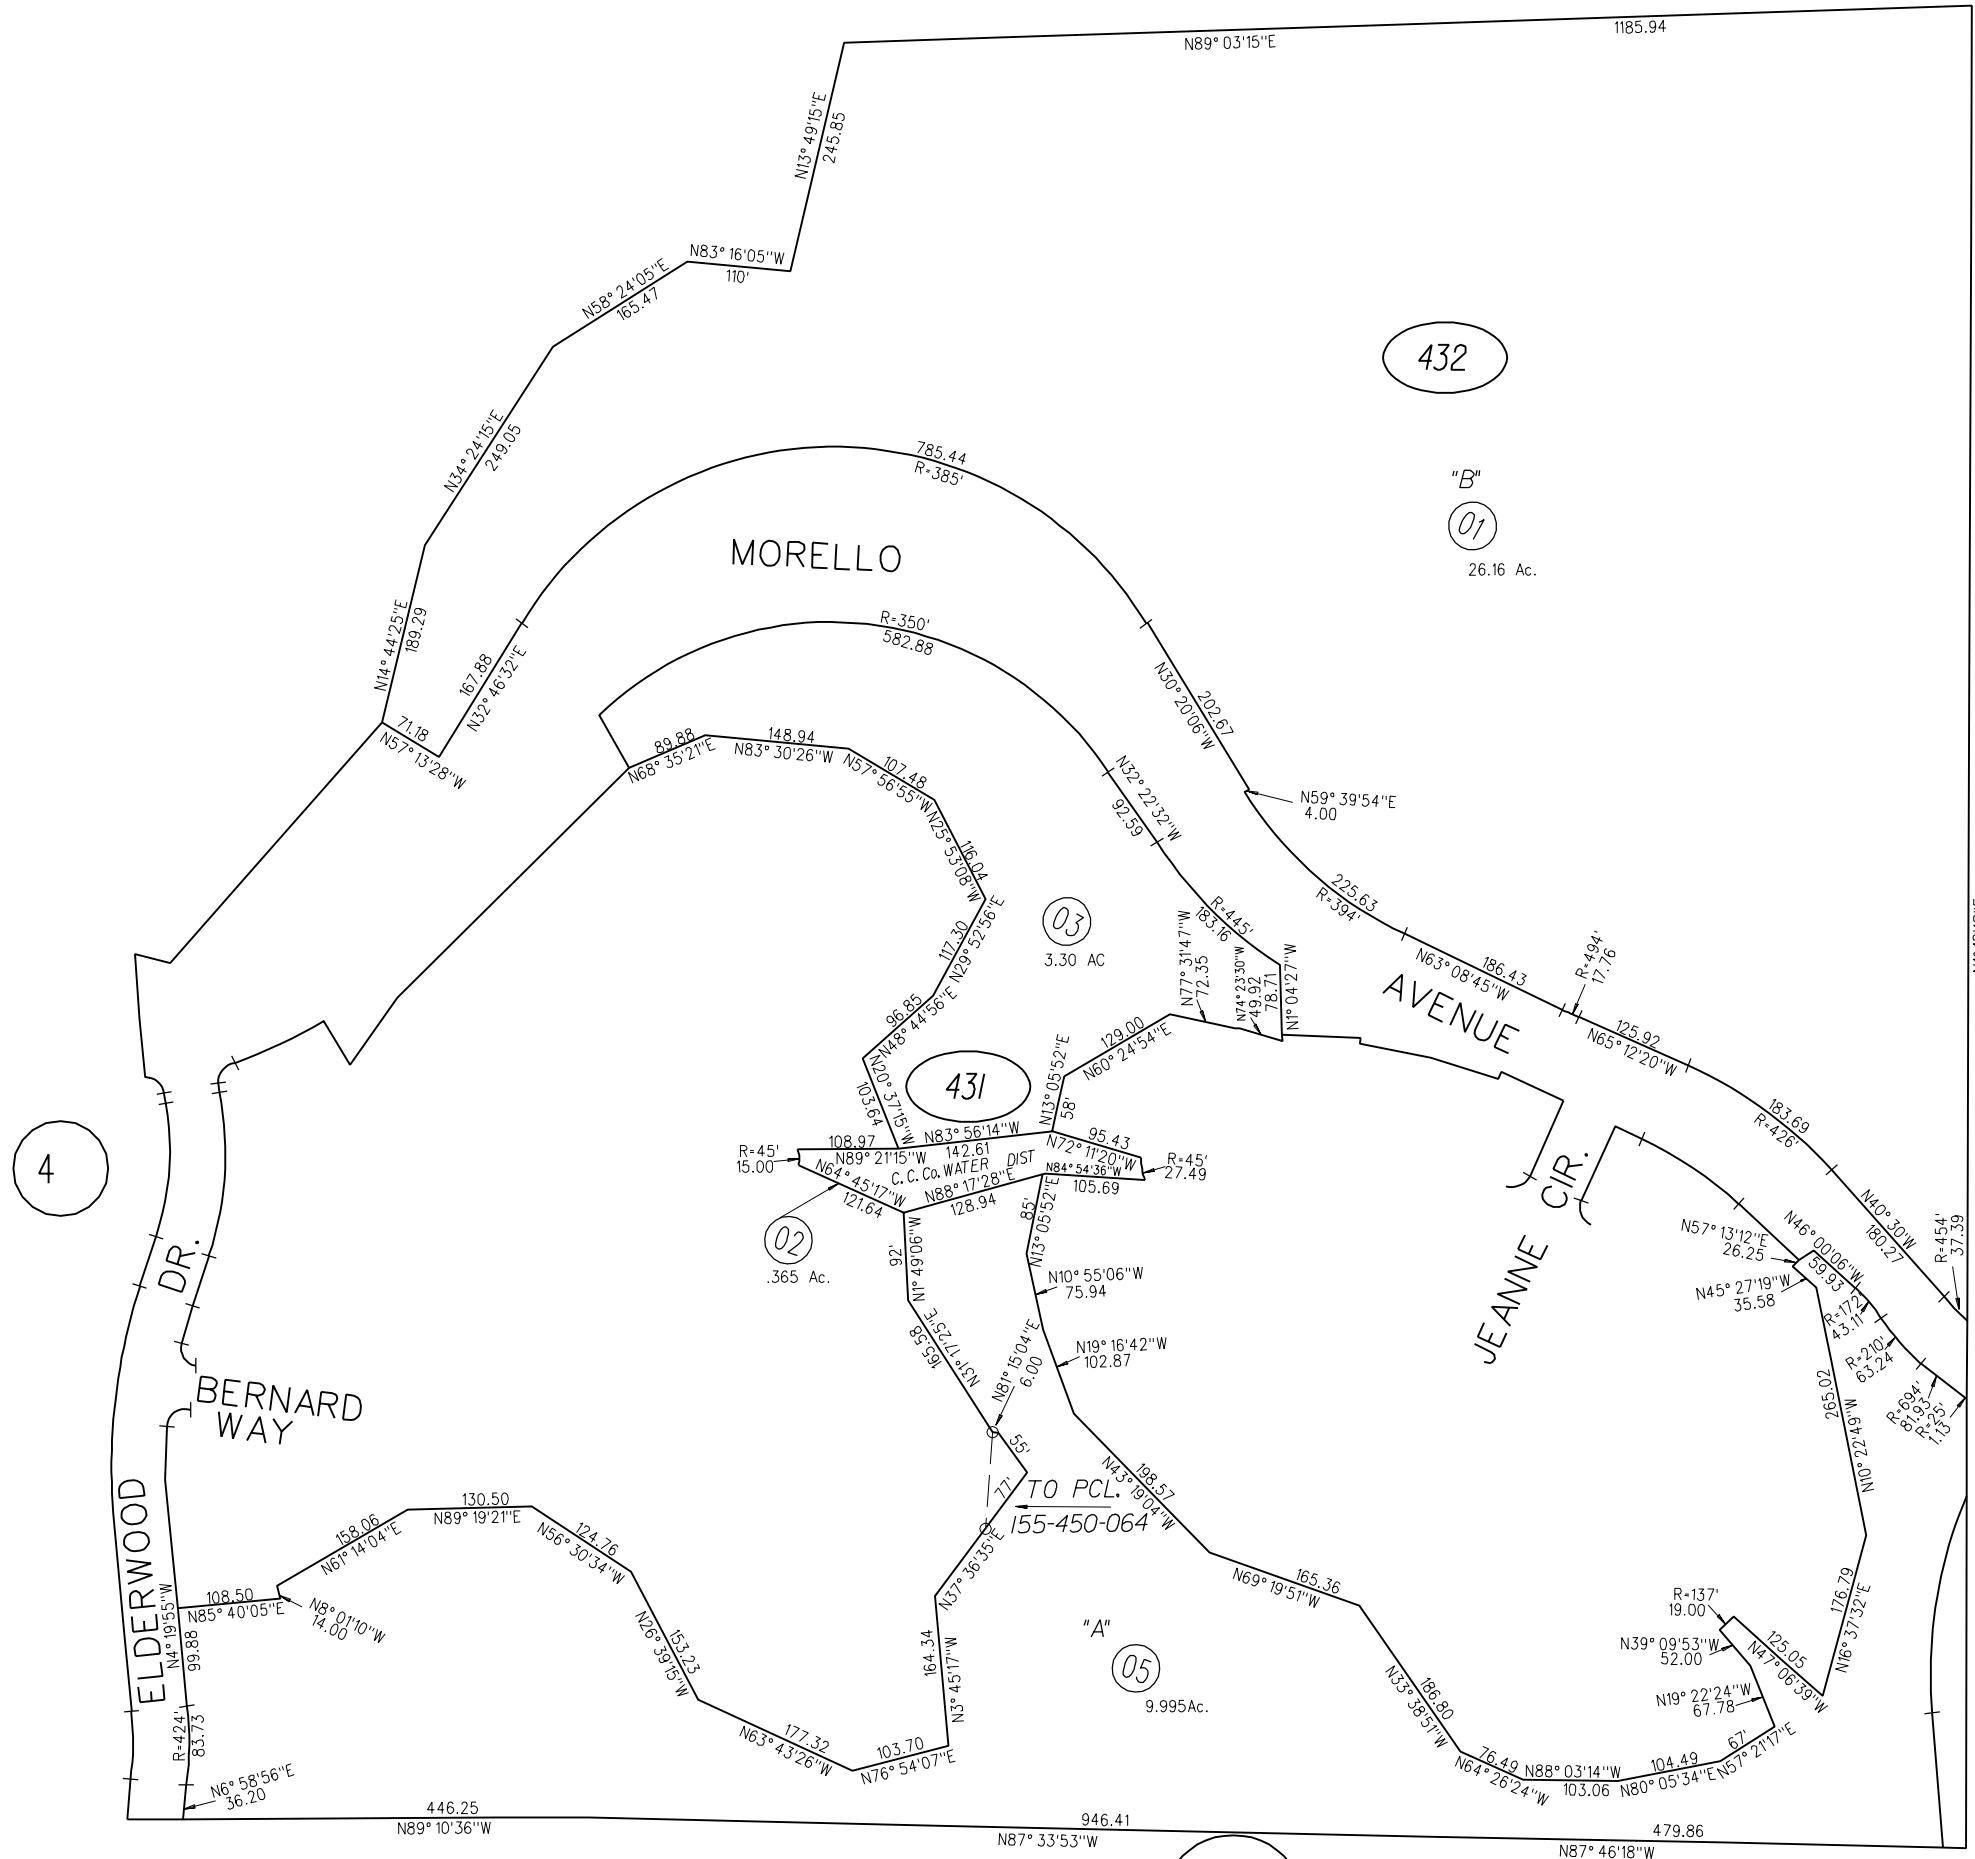 1185.94
N89° 03'15"E
N13° 49'15"E
245.85
N83° 16'05"W
110'
N58° 24'05"E
165.47
432
N34° 24'15"E
249.05
785.44
R=385'
"B"
01
26.16 Ac.
MORELLO
N14° 44'25"E
189.29
167.88
N32° 46'32"E
R=350'
582.88
71.18
N57° 13'28"W
N30° 20'06"W
202.67
89.88
N68° 35'21"E
148.94
N83° 30'26"W
107.48
N57° 56'55"W
N32° 22'32"W
92.59
N59° 39'54"E
4.00
116.04
N25° 53'08"W
225.63
R=394'
03
3.30 AC
117.30
N29° 52'56"E
R=445'
183.16
N77° 31'47"W
72.35
N74° 23'30"W
49.92
78.71
N1° 04'27"W
186.43
N63° 08'45"W
R=494'
17.76
AVENUE
96.85
N48° 44'56"E
125.92
N65° 12'20"W
129.00
N60° 24'54"E
N13° 05'52"E
58'
431
N20° 37'15"W
103.64
183.69
R=426'
4
R=45'
15.00
108.97
N89° 21'15"W
N83° 56'14"W
142.61
C.C.Co. WATER DIST
95.43
N72° 11'20"W
N84° 54'36"W
105.69
R=45'
27.49
N64° 45'17"W
121.64
N88° 17'28"E
128.94
02
.365 Ac.
JEANNE CIR.
N40° 30'W
180.27
R=454'
37.39
92'
N1° 49'06"W
85'
N13° 05'52"E
N10° 55'06"W
75.94
N57° 13'12"E
26.25
N46° 00'06"W
59.93
N45° 27'19"W
35.58
R=172'
43.11
R=210'
63.24
R=694'
81.93
R=25'
1.13
DR.
165.58
N31° 17'25"E
N81° 15'04"E
6.00
N19° 16'42"W
102.87
BERNARD
WAY
265.02
N10° 22'49"W
55'
77'
N37° 36'35"E
TO PCL.
155-450-064
198.57
N43° 19'04"W
ELDERWOOD
130.50
N89° 19'21"E
158.06
N61° 14'04"E
124.76
N56° 30'34"W
108.50
N85° 40'05"E
N8° 01'10"W
14.00
N4° 19'55"W
99.88
165.36
N69° 19'51"W
R=137'
19.00
N39° 09'53"W
52.00
125.05
N47° 06'39"W
176.79
N16° 37'32"E
153.23
N26° 39'15"W
164.34
N3° 45'17"W
"A"
05
9.995Ac.
186.80
N33° 38'51"W
N19° 22'24"W
67.78
R=424'
83.73
177.32
N63° 43'26"W
103.70
N76° 54'07"E
76.49
N64° 26'24"W
N88° 03'14"W
103.06
104.49
N80° 05'34"E
67'
N57° 21'17"E
N6° 58'56"E
36.20
446.25
N89° 10'36"W
946.41
N87° 33'53"W
479.86
N87° 46'18"W